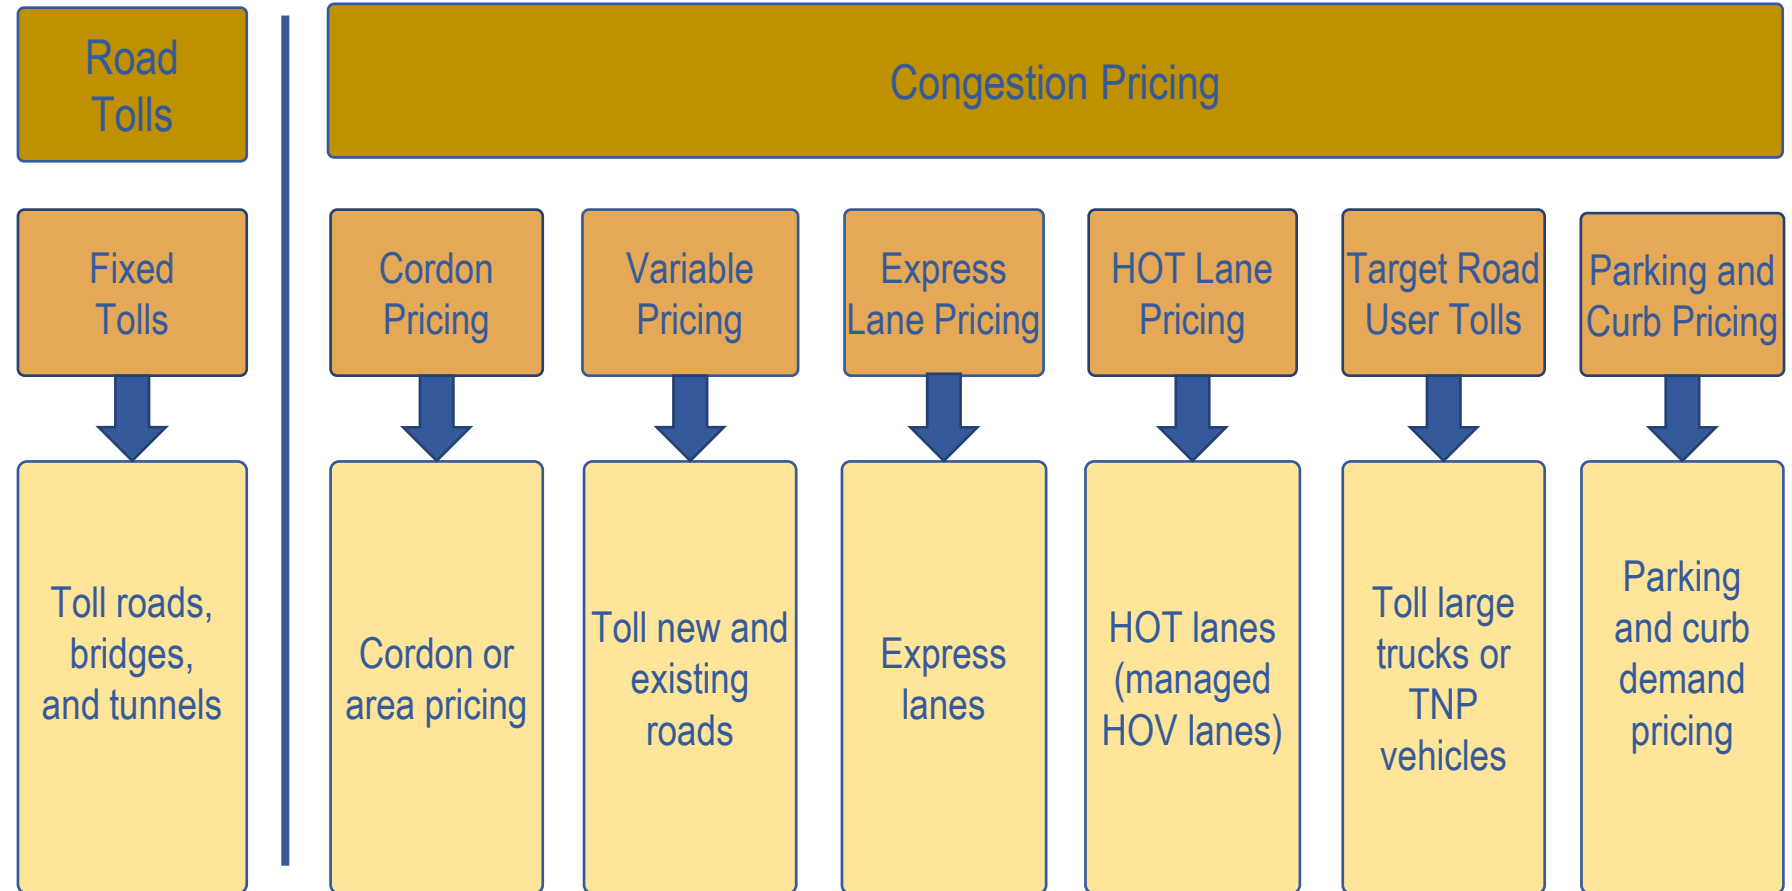 Road
Tolls
Congestion Pricing
Fixed
Tolls
Cordon
Pricing
Variable
Pricing
Express
Lane Pricing
HOT Lane
Pricing
Target Road
User Tolls
Parking and
Curb Pricing
Toll roads,
bridges,
and tunnels
Cordon or
area pricing
Toll new and
existing
roads
Express
lanes
HOT lanes
(managed
HOV lanes)
Toll large
trucks or
TNP
vehicles
Parking
and curb
demand
pricing